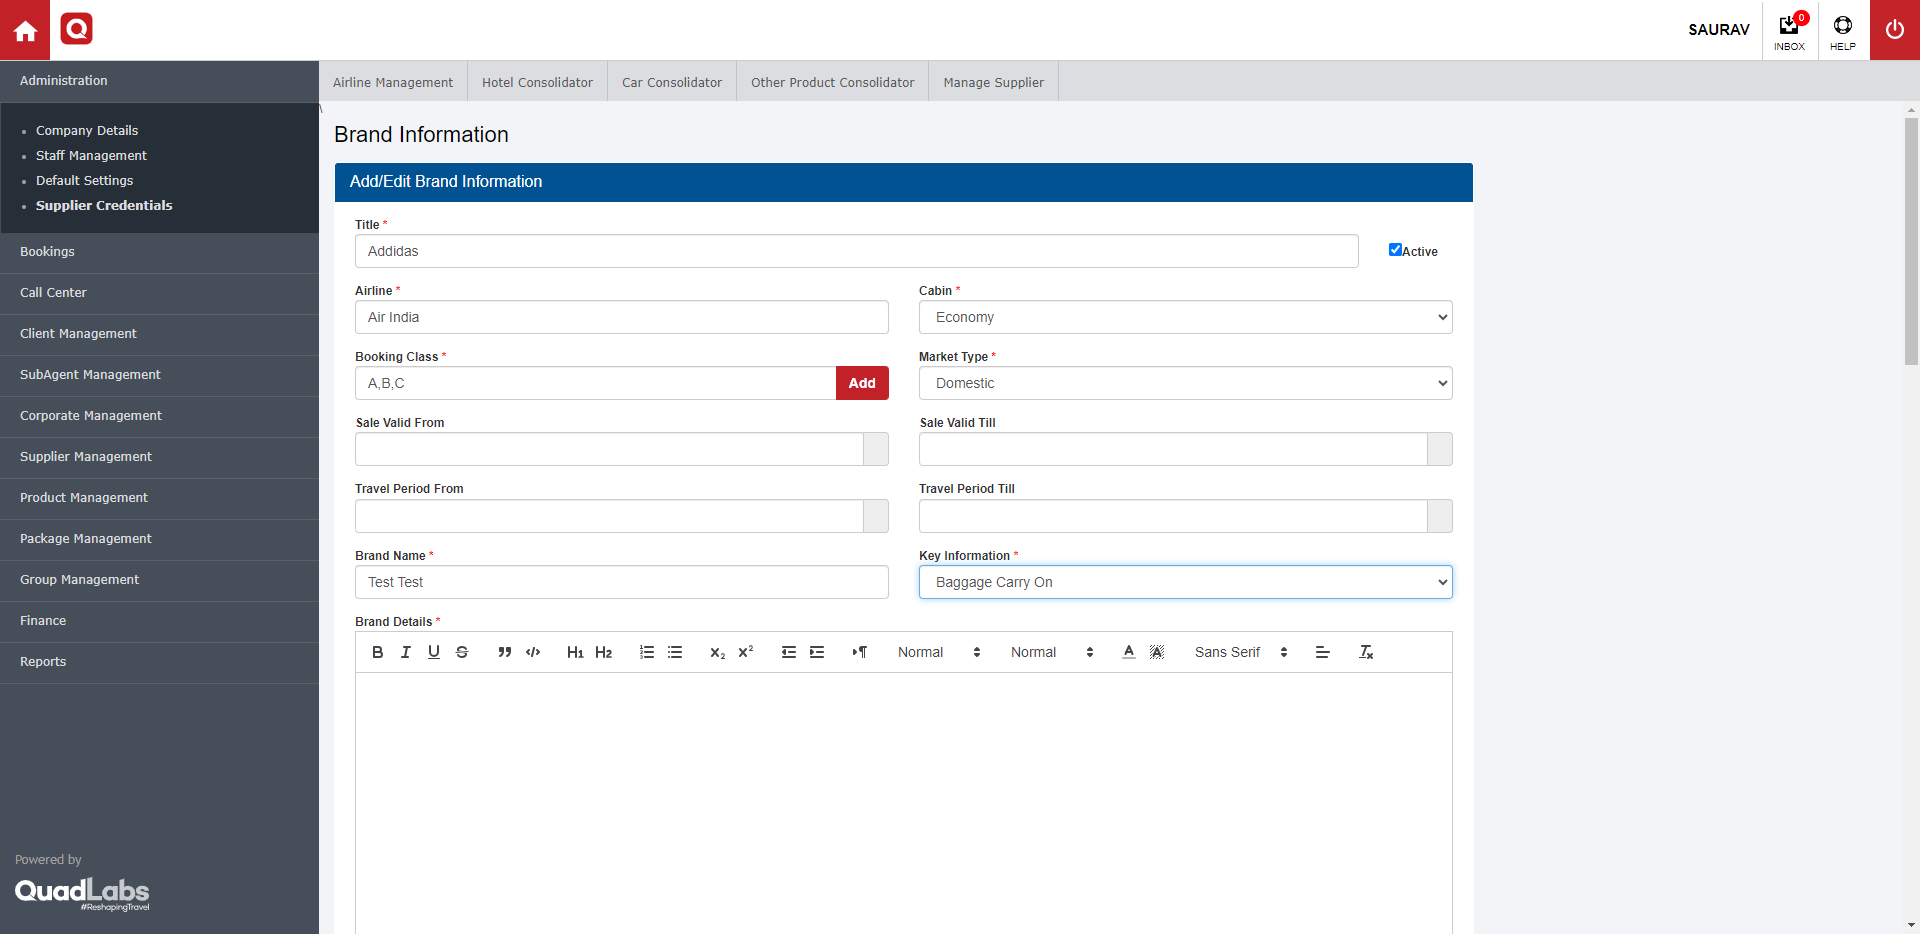 SAURAV
0
INBOX
HELP
Administration
Company Details
Staff Management
Default Settings
Supplier Credentials
Bookings
Call Center
Client Management
SubAgent Management
Corporate Management
Supplier Management
Product Management
Package Management
Group Management
Finance
Reports
Powered by
QuadLabs
#ReshapingTravel
Airline Management
Hotel Consolidator
Car Consolidator
Other Product Consolidator
Manage Supplier
\
Brand Information
Add/Edit Brand Information
Title *
Addidas
Active
Airline *
Air India
Cabin *
Economy
Booking Class *
A,B,C
Add
Market Type *
Domestic
Sale Valid From
Sale Valid Till
Travel Period From
Travel Period Till
Brand Name *
Test Test
Key Information *
Baggage Carry On
Brand Details *
B I U S H1 H2 X2 X2 Normal Normal A A Sans Serif Tx